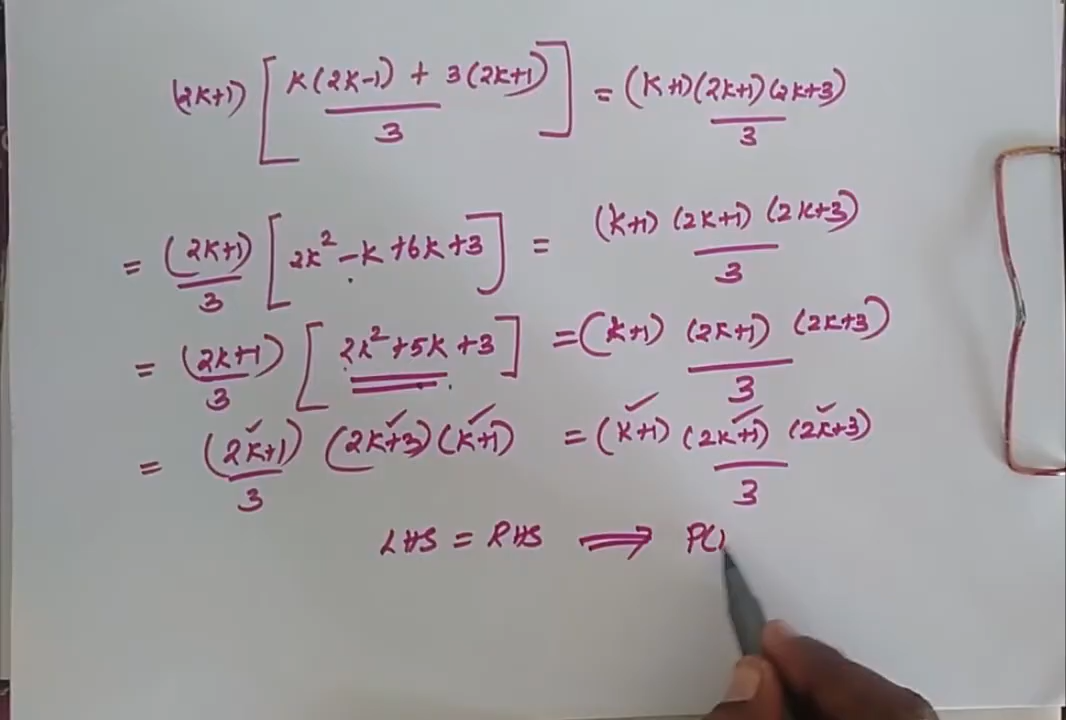 (2k+1) [ k(2k-1) + 3(2k+1) / 3 ] = (k+1)(2k+1)(2k+3) / 3
= (2k+1) / 3 [ 2k² - k + 6k + 3 ] = (k+1) (2k+1) (2k+3) / 3
= (2k+1) / 3 [ 2k² + 5k + 3 ] = (k+1) (2k+1) (2k+3) / 3
= (2k+1) / 3 (2k+3) (k+1) = (k+1) (2k+1) (2k+3) / 3
LHS = RHS ⟹ P(